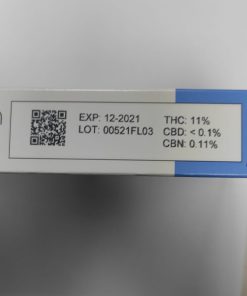 EXP: 12-2021 THC: 11%
LOT: 00521FL03 CBD: < 0.1%
CBN: 0.11%